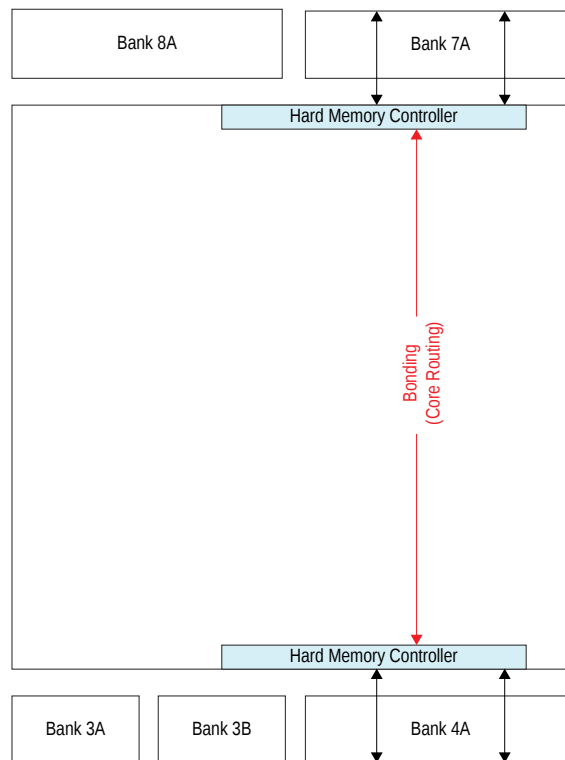 Bank 8A
Bank 7A
Hard Memory Controller
Bonding
(Core Routing)
Hard Memory Controller
Bank 3A
Bank 3B
Bank 4A